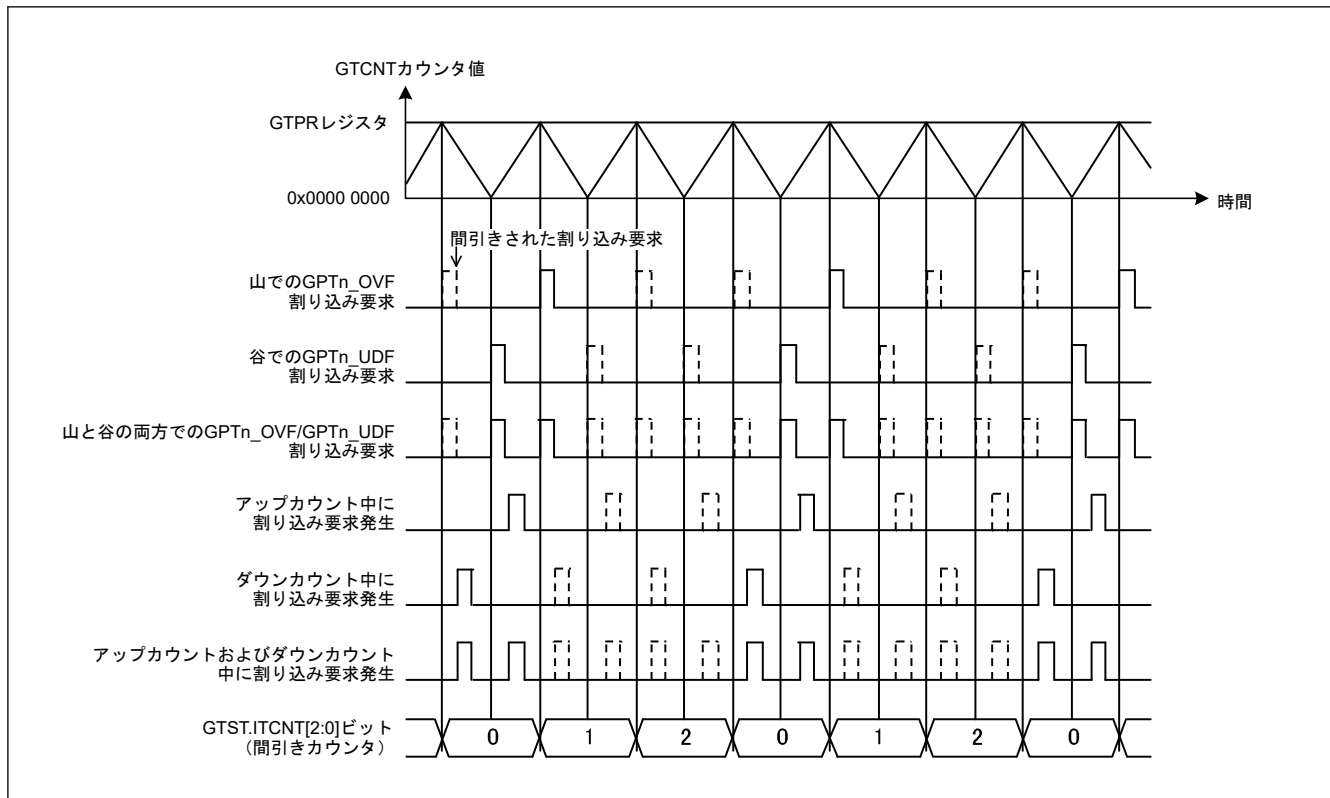 GTCNTカウンタ値
GTPRレジスタ
0x0000 0000
時間
間引きされた割り込み要求
山でのGPTn_OVF
割り込み要求
谷でのGPTn_UDF
割り込み要求
山と谷の両方でのGPTn_OVF/GPTn_UDF
割り込み要求
アップカウント中に
割り込み要求発生
ダウンカウント中に
割り込み要求発生
アップカウントおよびダウンカウント
中に割り込み要求発生
GTST.ITCNT[2:0]ビット
(間引きカウンタ)
0 1 2 0 1 2 0